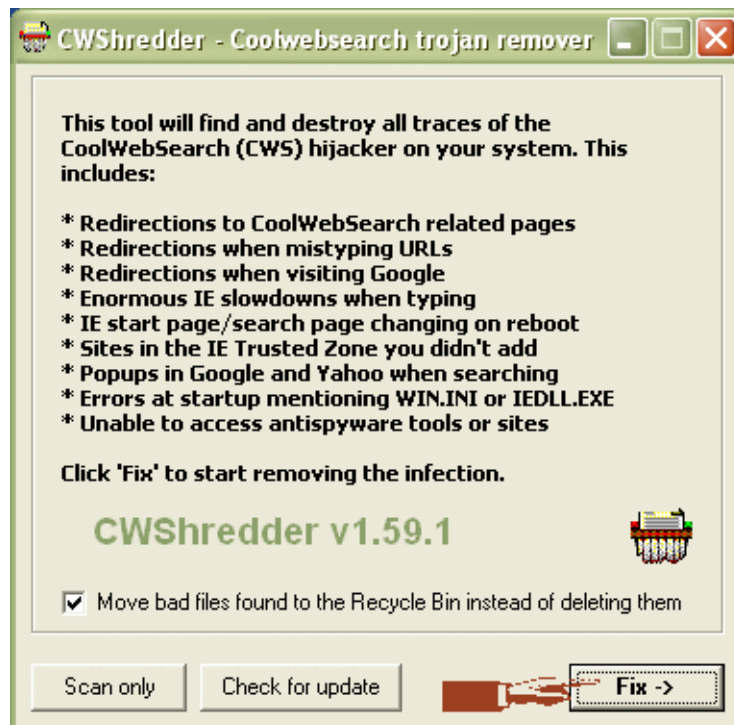 CWShredder - Coolwebsearch trojan remover
This tool will find and destroy all traces of the
CoolWebSearch (CWS) hijacker on your system. This
includes:
* Redirections to CoolWebSearch related pages
* Redirections when mistyping URLs
* Redirections when visiting Google
* Enormous IE slowdowns when typing
* IE start page/search page changing on reboot
* Sites in the IE Trusted Zone you didn't add
* Popups in Google and Yahoo when searching
* Errors at startup mentioning WIN.INI or IEDLL.EXE
* Unable to access antispyware tools or sites
Click 'Fix' to start removing the infection.
CWShredder v1.59.1
Move bad files found to the Recycle Bin instead of deleting them
Scan only
Check for update
Fix ->